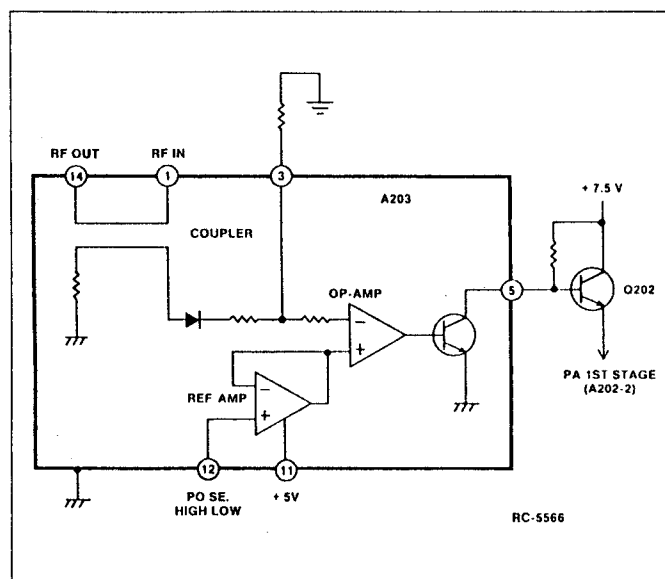 RF OUT
RF IN
14
1
3
+ 7.5 V
A203
COUPLER
OP-AMP
5
Q202
−
+
PA 1ST STAGE
(A202-2)
REF AMP
−
+
12
11
PO SE.
HIGH LOW
+ 5V
RC-5566